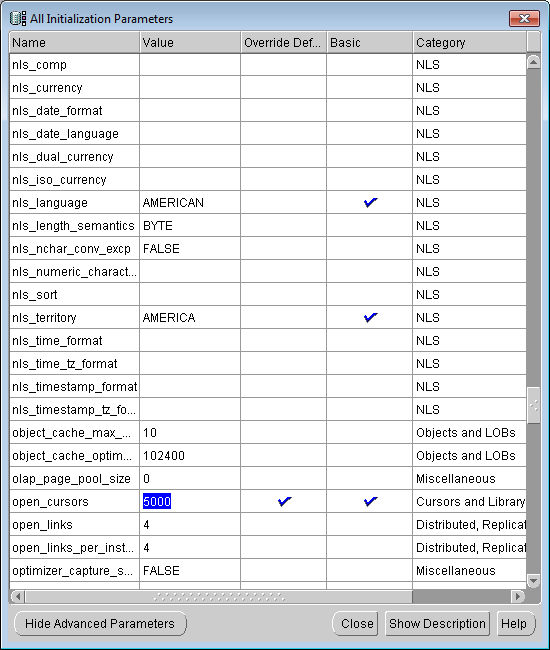 All Initialization Parameters
Name Value Override Def... Basic Category
nls_comp NLS
nls_currency NLS
nls_date_format NLS
nls_date_language NLS
nls_dual_currency NLS
nls_iso_currency NLS
nls_language AMERICAN NLS
nls_length_semantics BYTE NLS
nls_nchar_conv_excp FALSE NLS
nls_numeric_charact... NLS
nls_sort NLS
nls_territory AMERICA NLS
nls_time_format NLS
nls_time_tz_format NLS
nls_timestamp_format NLS
nls_timestamp_tz_fo... NLS
object_cache_max_... 10 Objects and LOBs
object_cache_optim... 102400 Objects and LOBs
olap_page_pool_size 0 Miscellaneous
open_cursors 5000 Cursors and Library
open_links 4 Distributed, Replicat
open_links_per_inst... 4 Distributed, Replicat
optimizer_capture_s... FALSE Miscellaneous
Hide Advanced Parameters Close Show Description Help